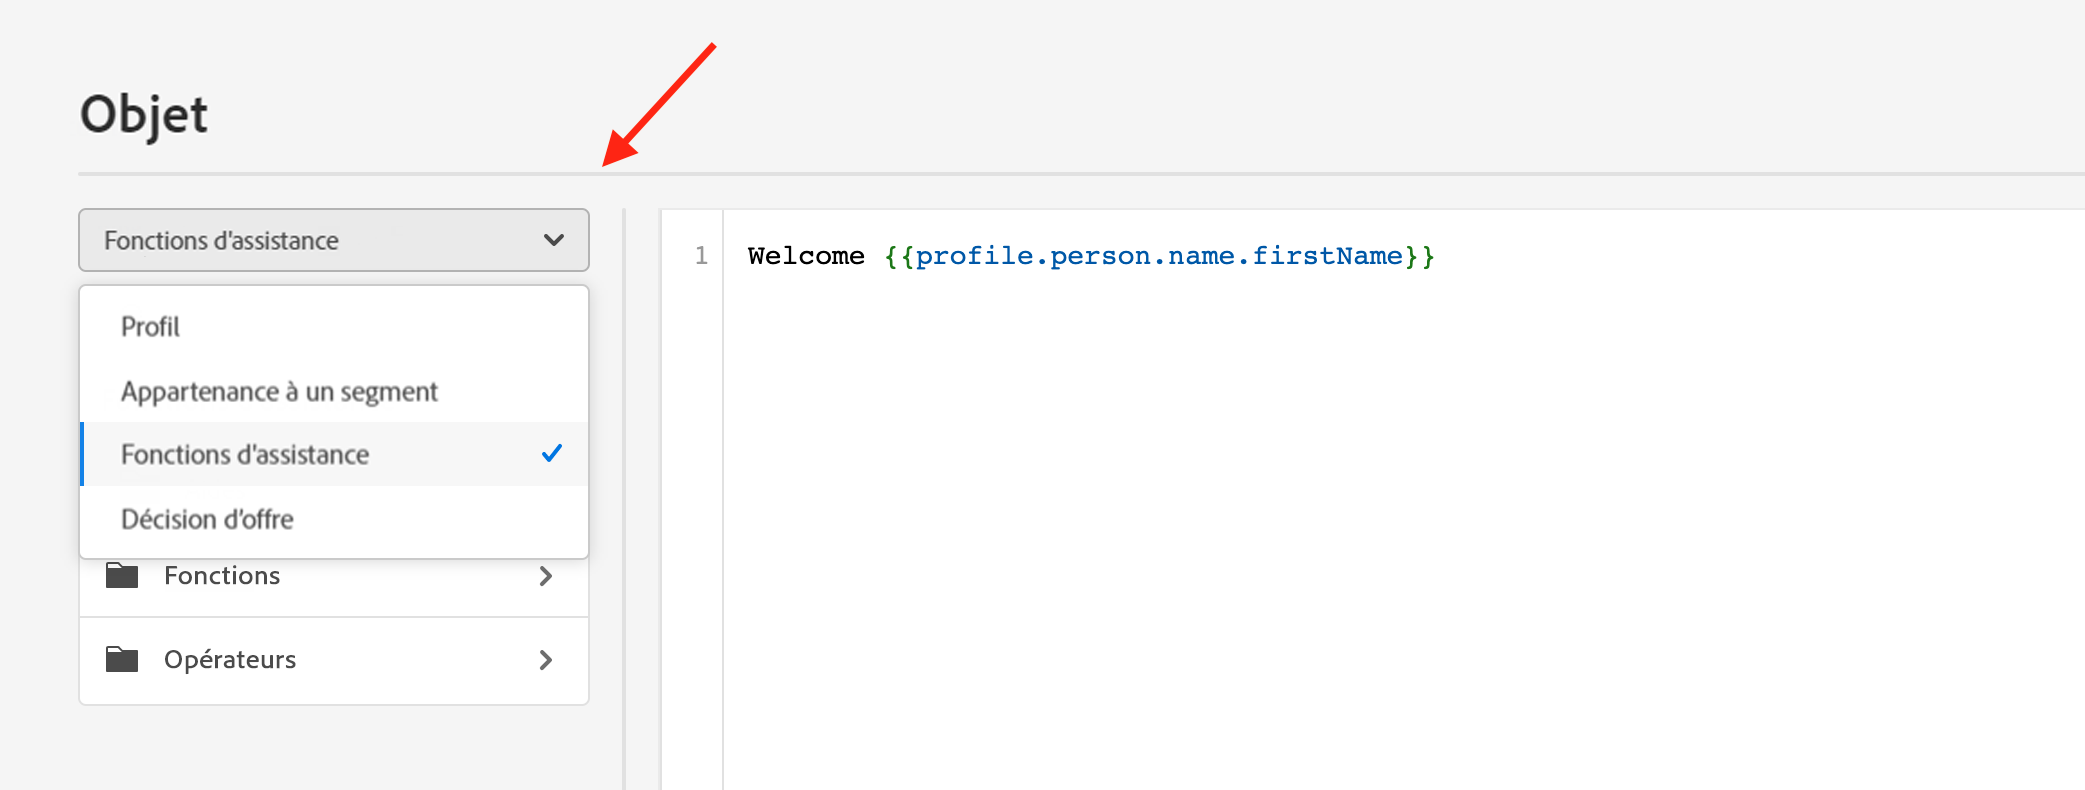 Objet
Fonctions d'assistance
Profil
Appartenance à un segment
Fonctions d'assistance
Décision d'offre
Fonctions
Opérateurs
1 Welcome {{profile.person.name.firstName}}